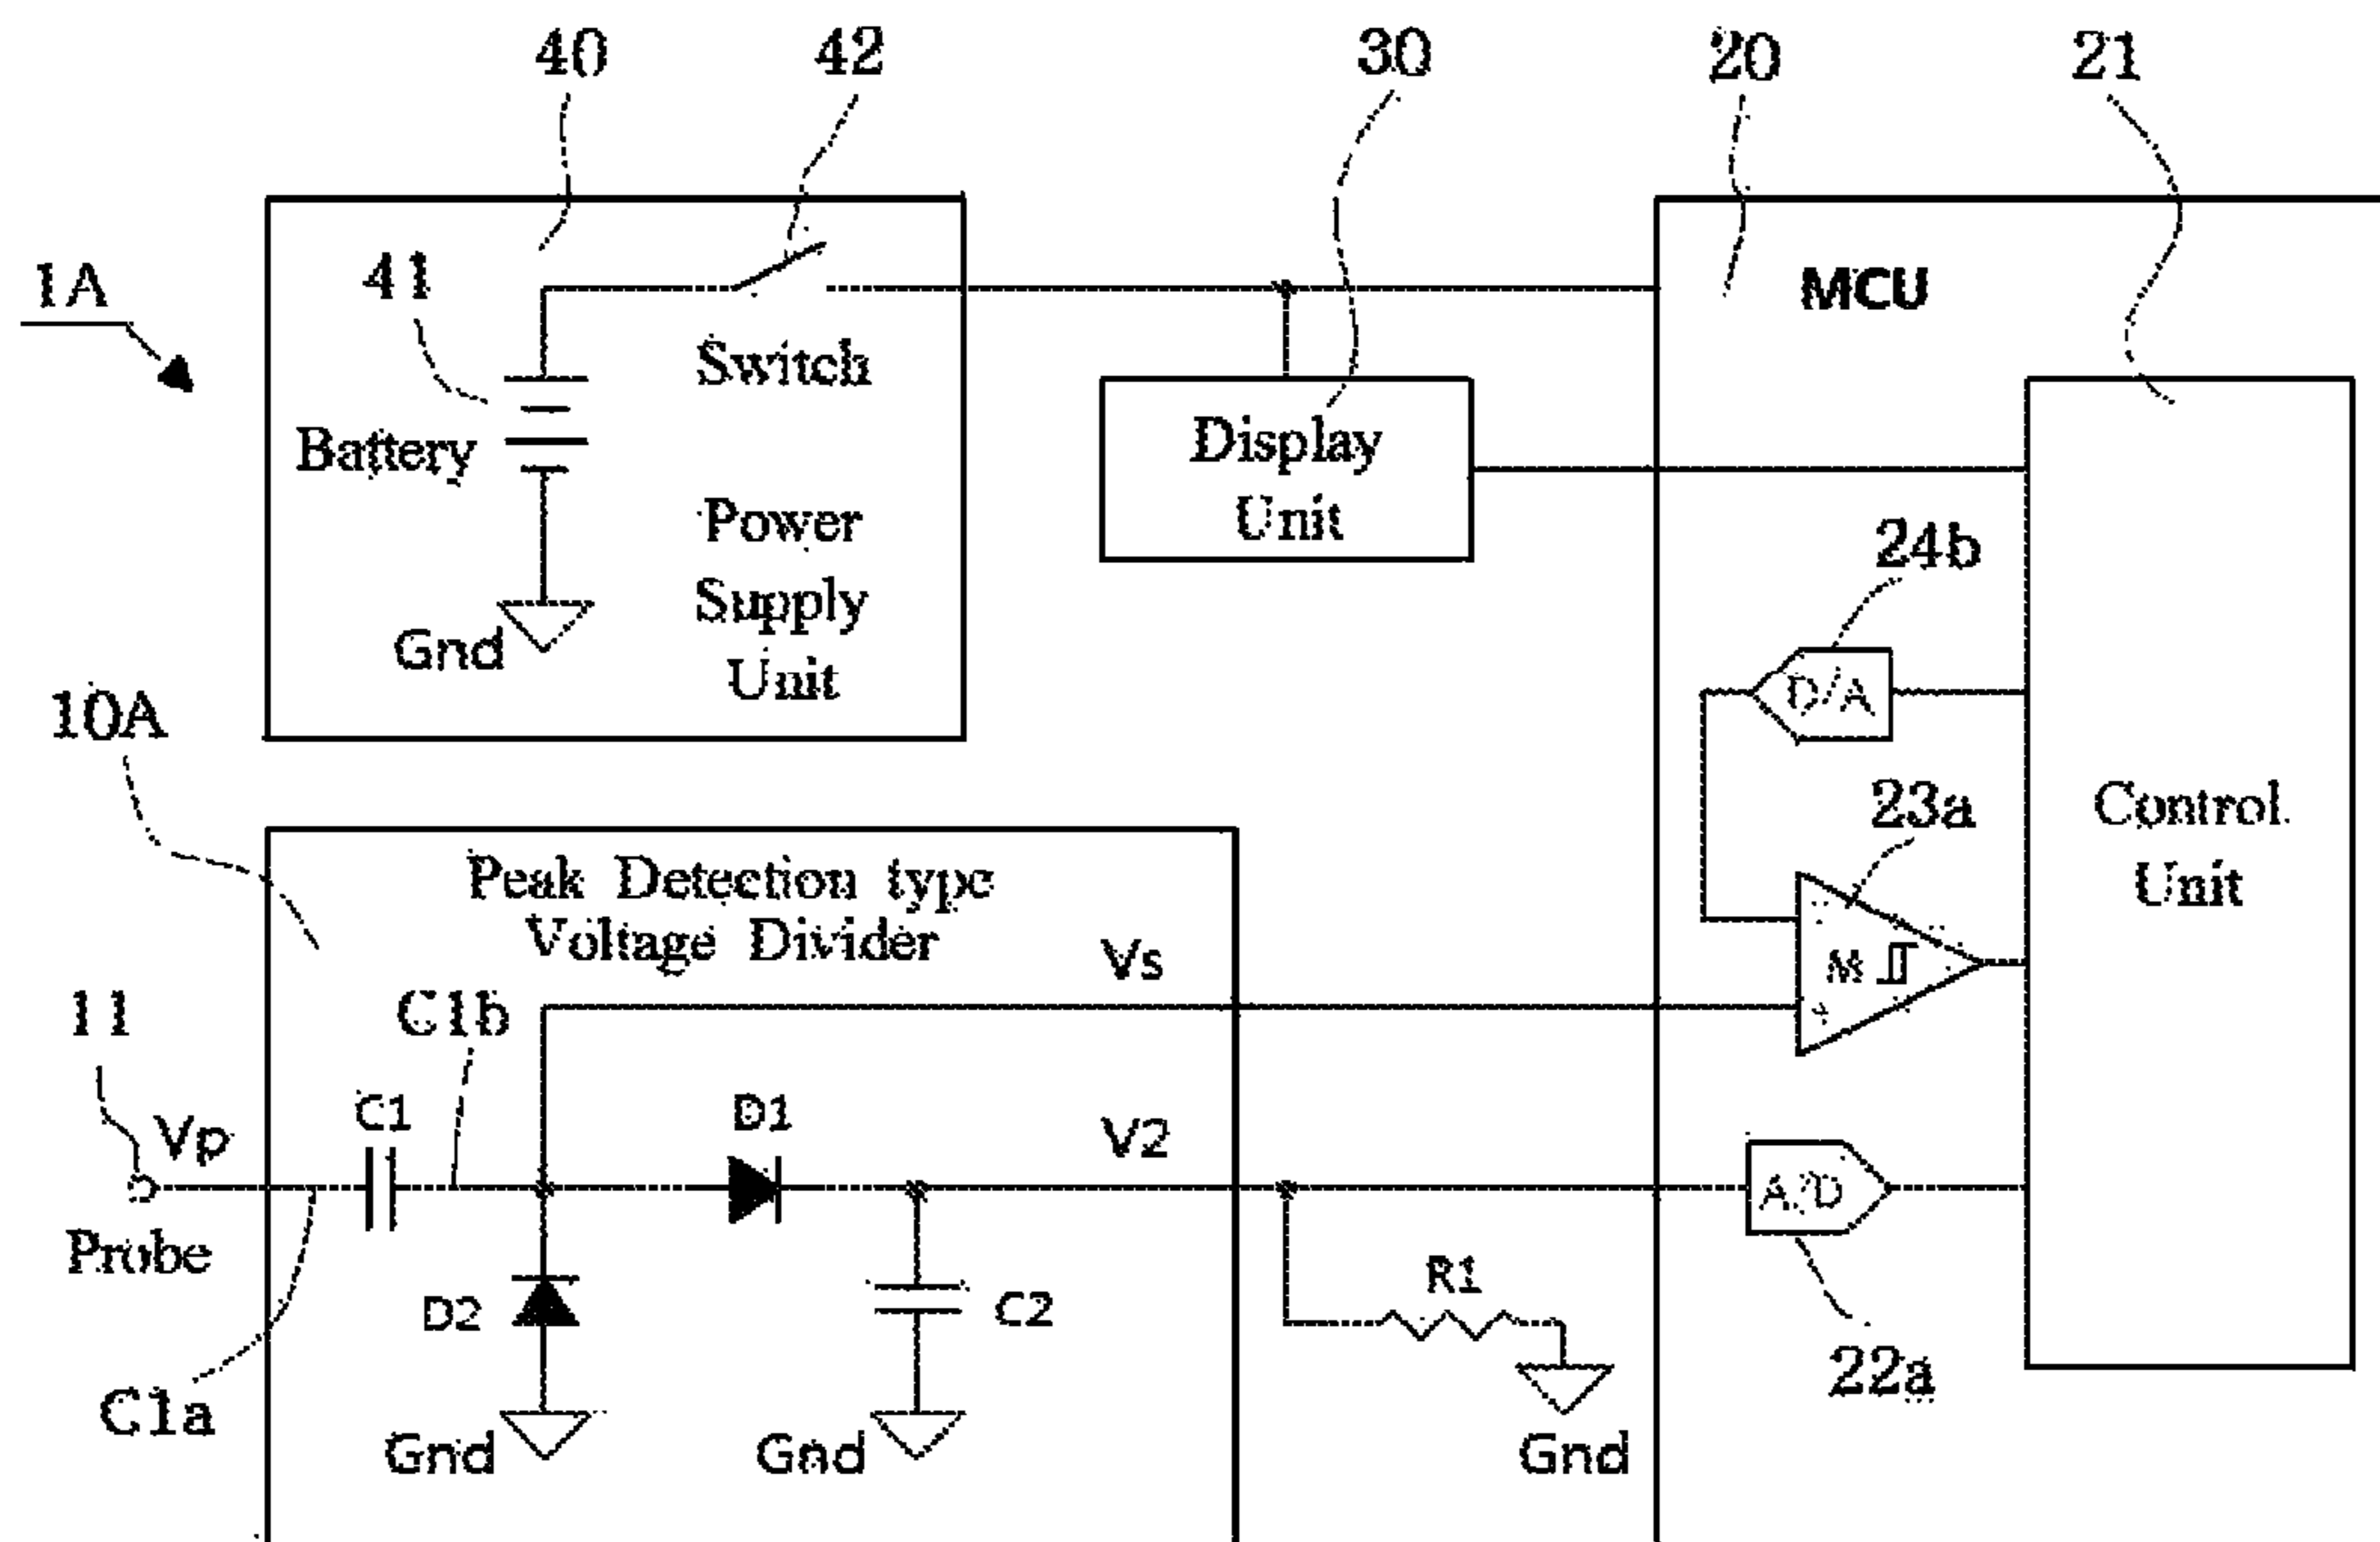 40
42
30
20
21
1A
41
MCU
Switch
Battery
Display
Unit
Power
Supply
Unit
Gnd
24b
D/A
10A
23a
Control
Unit
Peak Detection type
Voltage Divider
Vs
- 
M
+
11
C1b
C1
D1
V2
Vp
Probe
A/D
D2
C2
R1
C1a
22a
Gnd
Gnd
Gnd